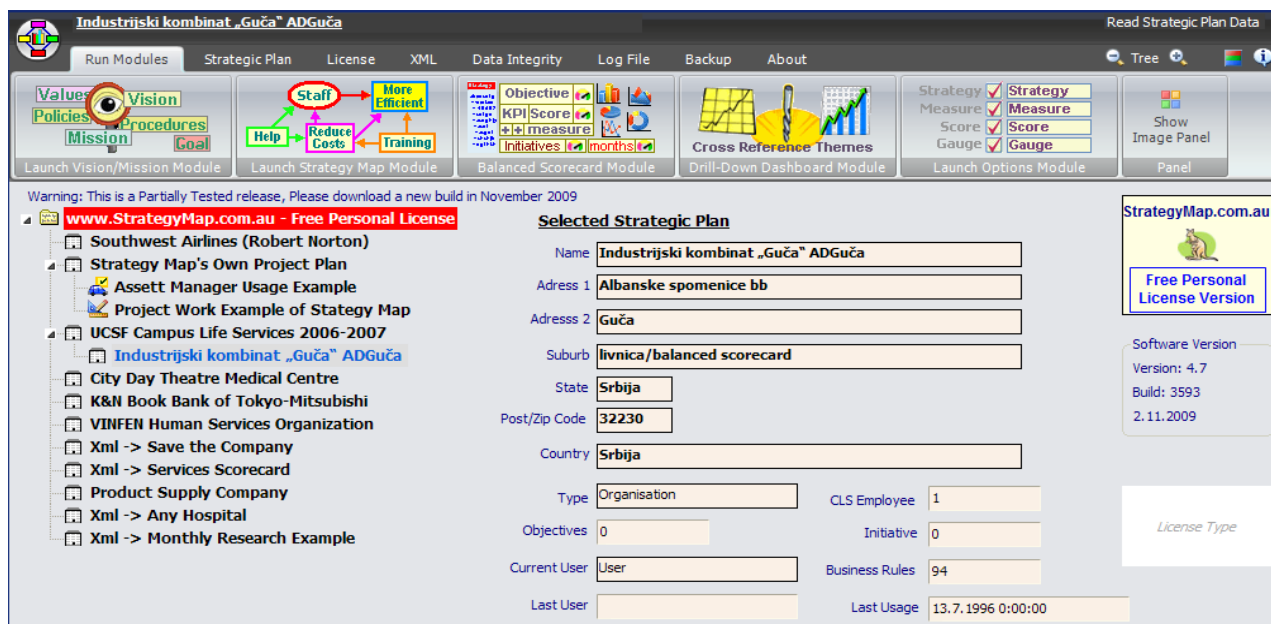 Industrijski kombinat „Guča“ ADGuča
Read Strategic Plan Data
Run Modules Strategic Plan License XML Data Integrity Log File Backup About Tree
Values Vision
Policies
Procedures
Mission Goal
Launch Vision/Mission Module
Staff More Efficient
Help Reduce Costs Training
Launch Strategy Map Module
Strategy
Objective
KPI Score
++ measure
Initiatives months
Balanced Scorecard Module
Cross Reference Themes
Drill-Down Dashboard Module
Strategy Strategy
Measure Measure
Score Score
Gauge Gauge
Launch Options Module
Show
Image Panel
Panel
Warning: This is a Partially Tested release, Please download a new build in November 2009
www.StrategyMap.com.au - Free Personal License
Southwest Airlines (Robert Norton)
Strategy Map's Own Project Plan
Assett Manager Usage Example
Project Work Example of Stategy Map
UCSF Campus Life Services 2006-2007
Industrijski kombinat „Guča“ ADGuča
City Day Theatre Medical Centre
K&N Book Bank of Tokyo-Mitsubishi
VINFEN Human Services Organization
Xml -> Save the Company
Xml -> Services Scorecard
Product Supply Company
Xml -> Any Hospital
Xml -> Monthly Research Example
Selected Strategic Plan
Name Industrijski kombinat „Guča“ ADGuča
Adress 1 Albanske spomenice bb
Adresss 2 Guča
Suburb livnica/balanced scorecard
State Srbija
Post/Zip Code 32230
Country Srbija
Type Organisation CLS Employee 1
Objectives 0 Initiative 0
Current User User Business Rules 94
Last User Last Usage 13.7.1996 0:00:00
StrategyMap.com.au
Free Personal
License Version
Software Version
Version: 4.7
Build: 3593
2.11.2009
License Type